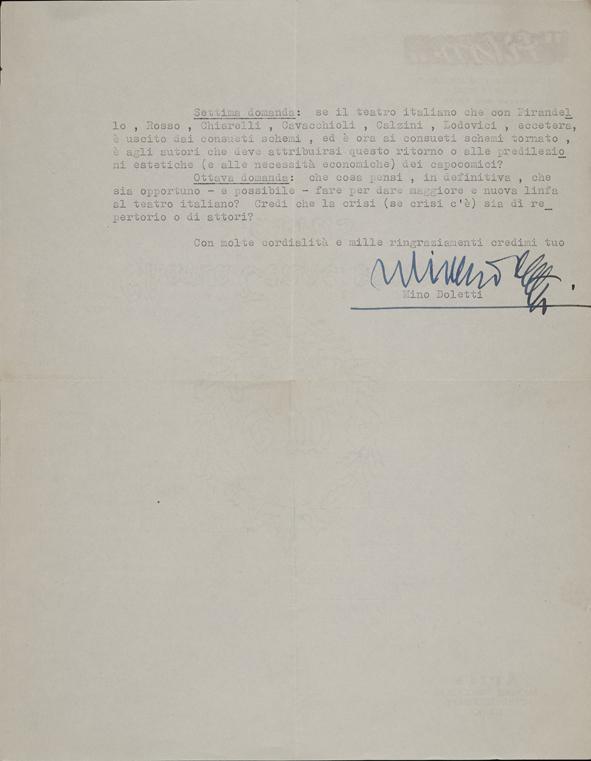 Settima domanda: se il teatro italiano che con Pirandel
lo , Rosso , Chiarelli , Cavacchioli , Calzini , Lodovici , eccetera,
è uscito dai consueti schemi , ed è ora ai consueti schemi tornato ,
è agli autori che deve attribuirsi questo ritorno o alle predilezio
ni estetiche (e alle necessità economiche) dei capocomici?
Ottava domanda: che cosa pensi , in definitiva , che
sia opportuno - e possibile - fare per dare maggiore e nuova linfa
al teatro italiano? Credi che la crisi (se crisi c'è) sia di re_
pertorio o di attori?
Con molte cordialità e mille ringraziamenti credimi tuo
Mino Doletti
Mino Doletti